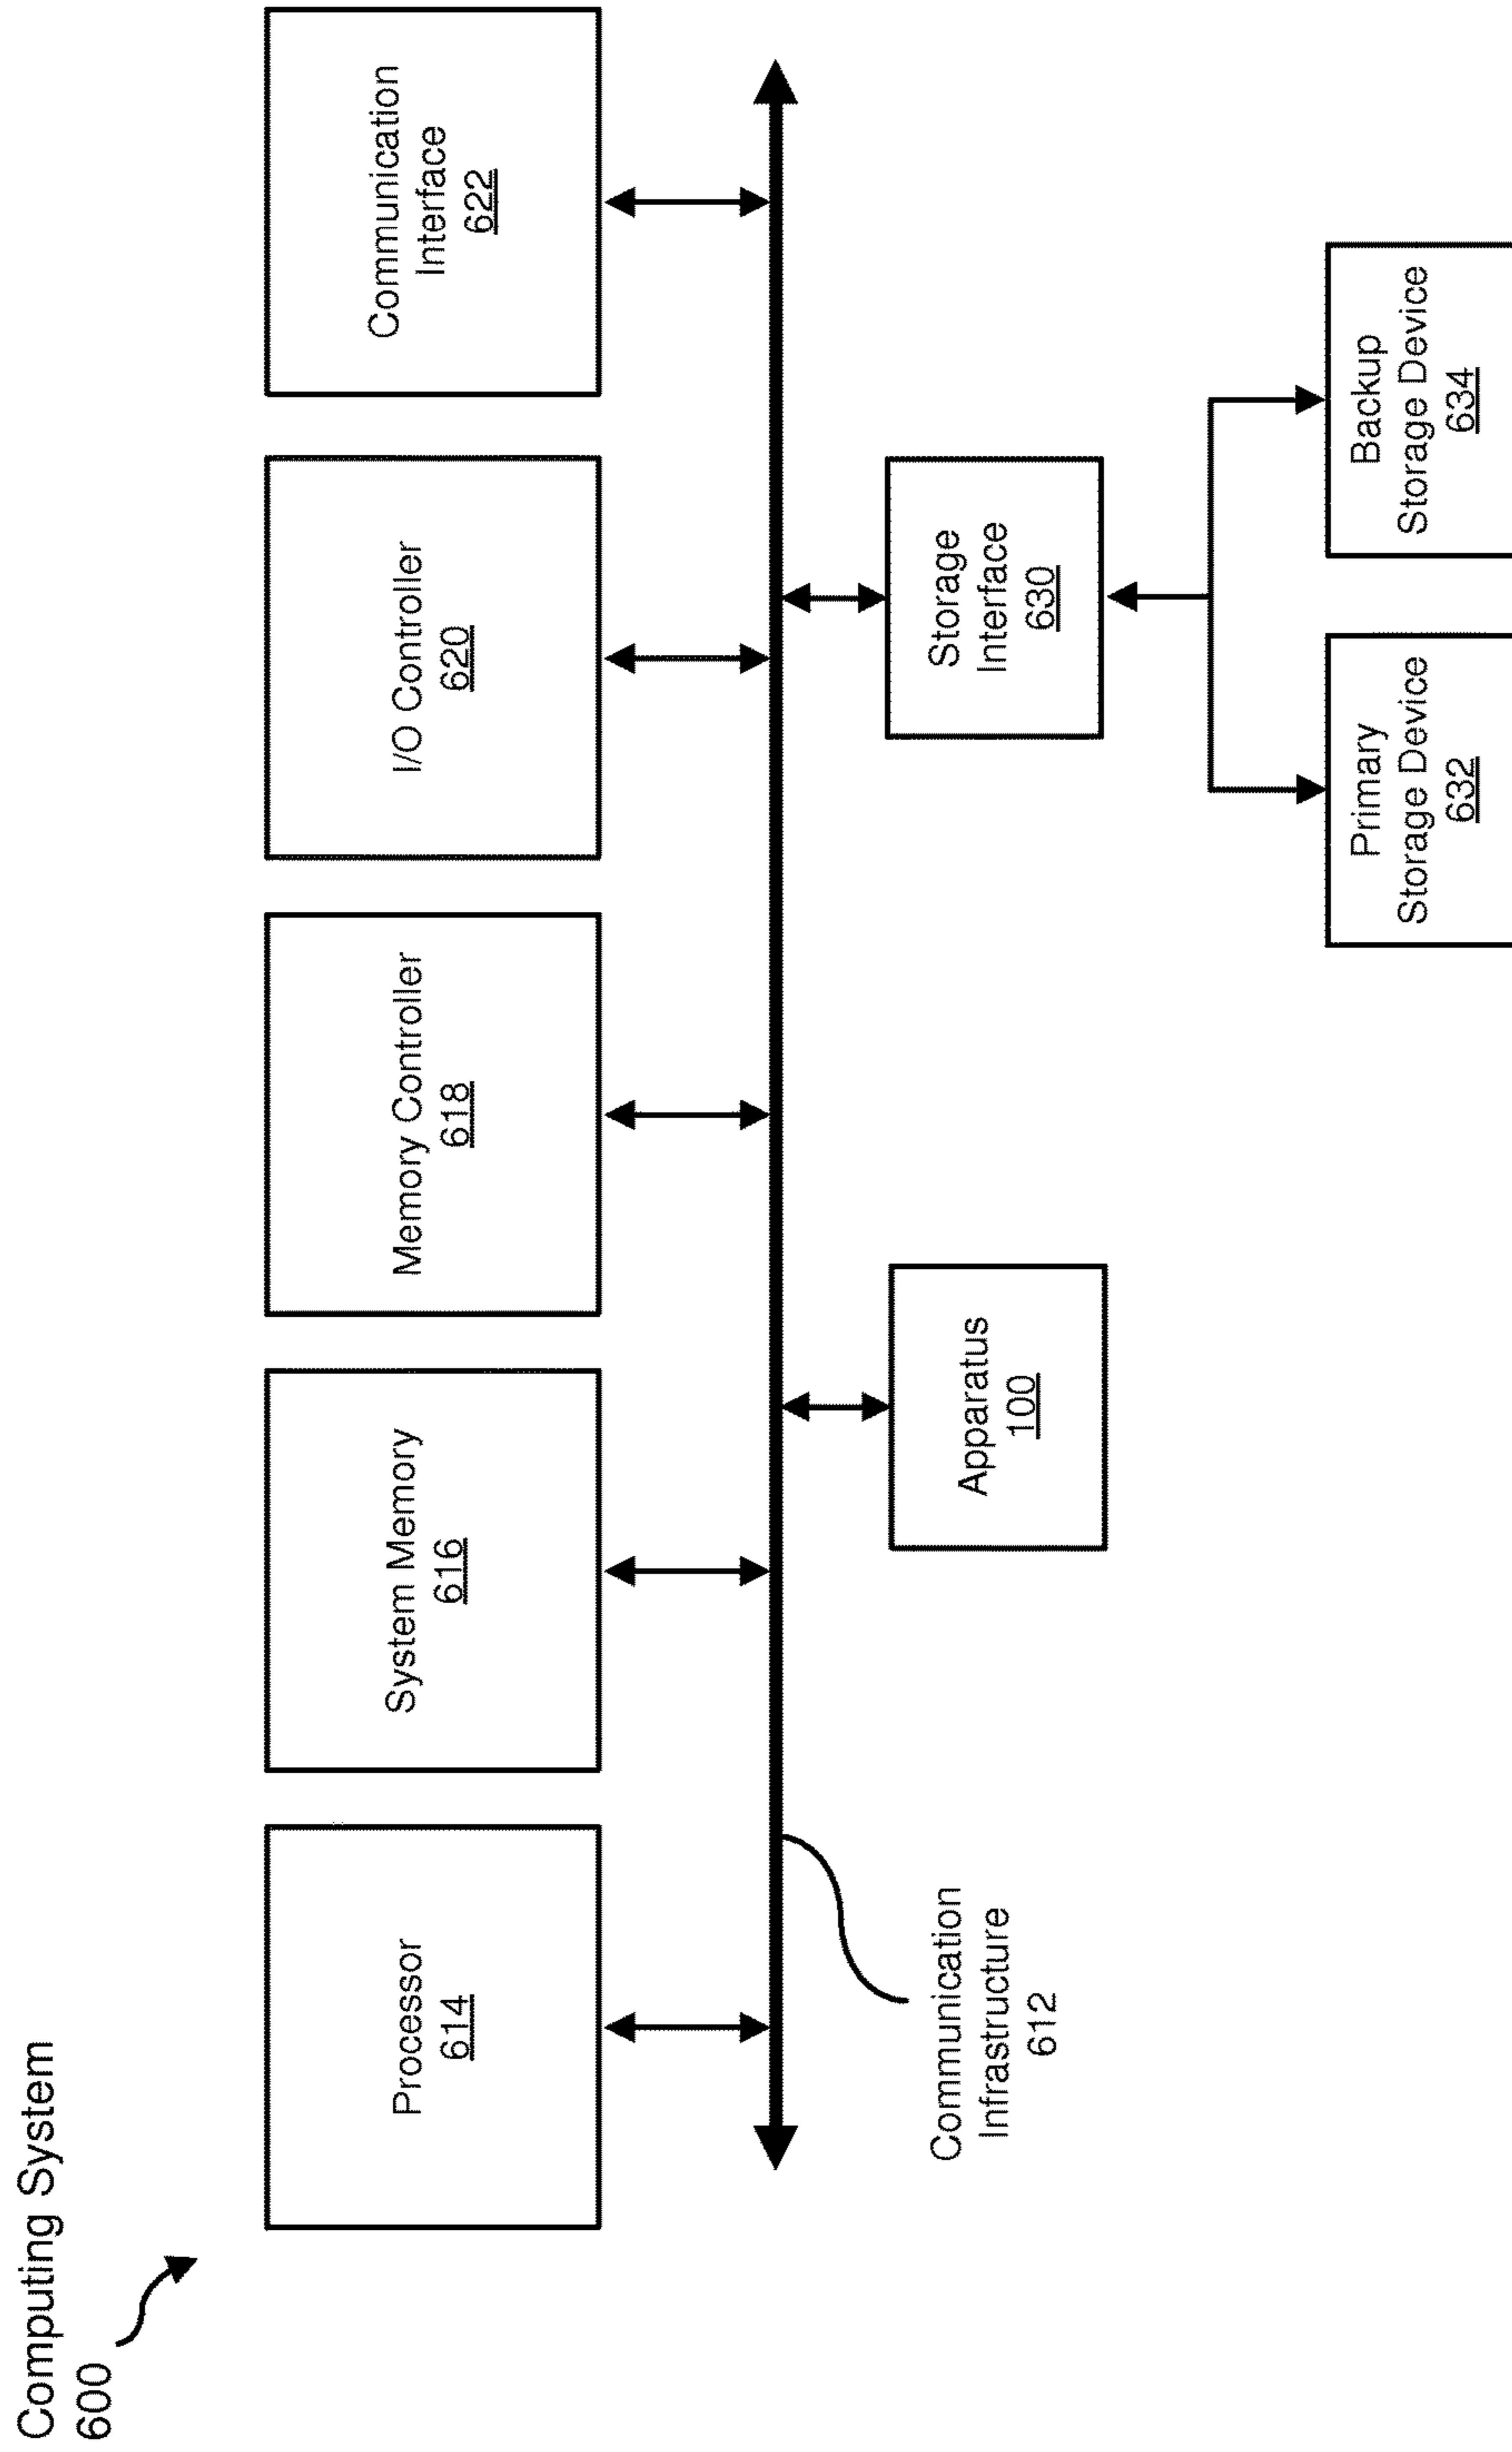 Computing System
600
Processor
614
System Memory
616
Memory Controller
618
I/O Controller
620
Communication
Interface
622
Communication
Infrastructure
612
Apparatus
100
Storage
Interface
630
Primary
Storage Device
632
Backup
Storage Device
634